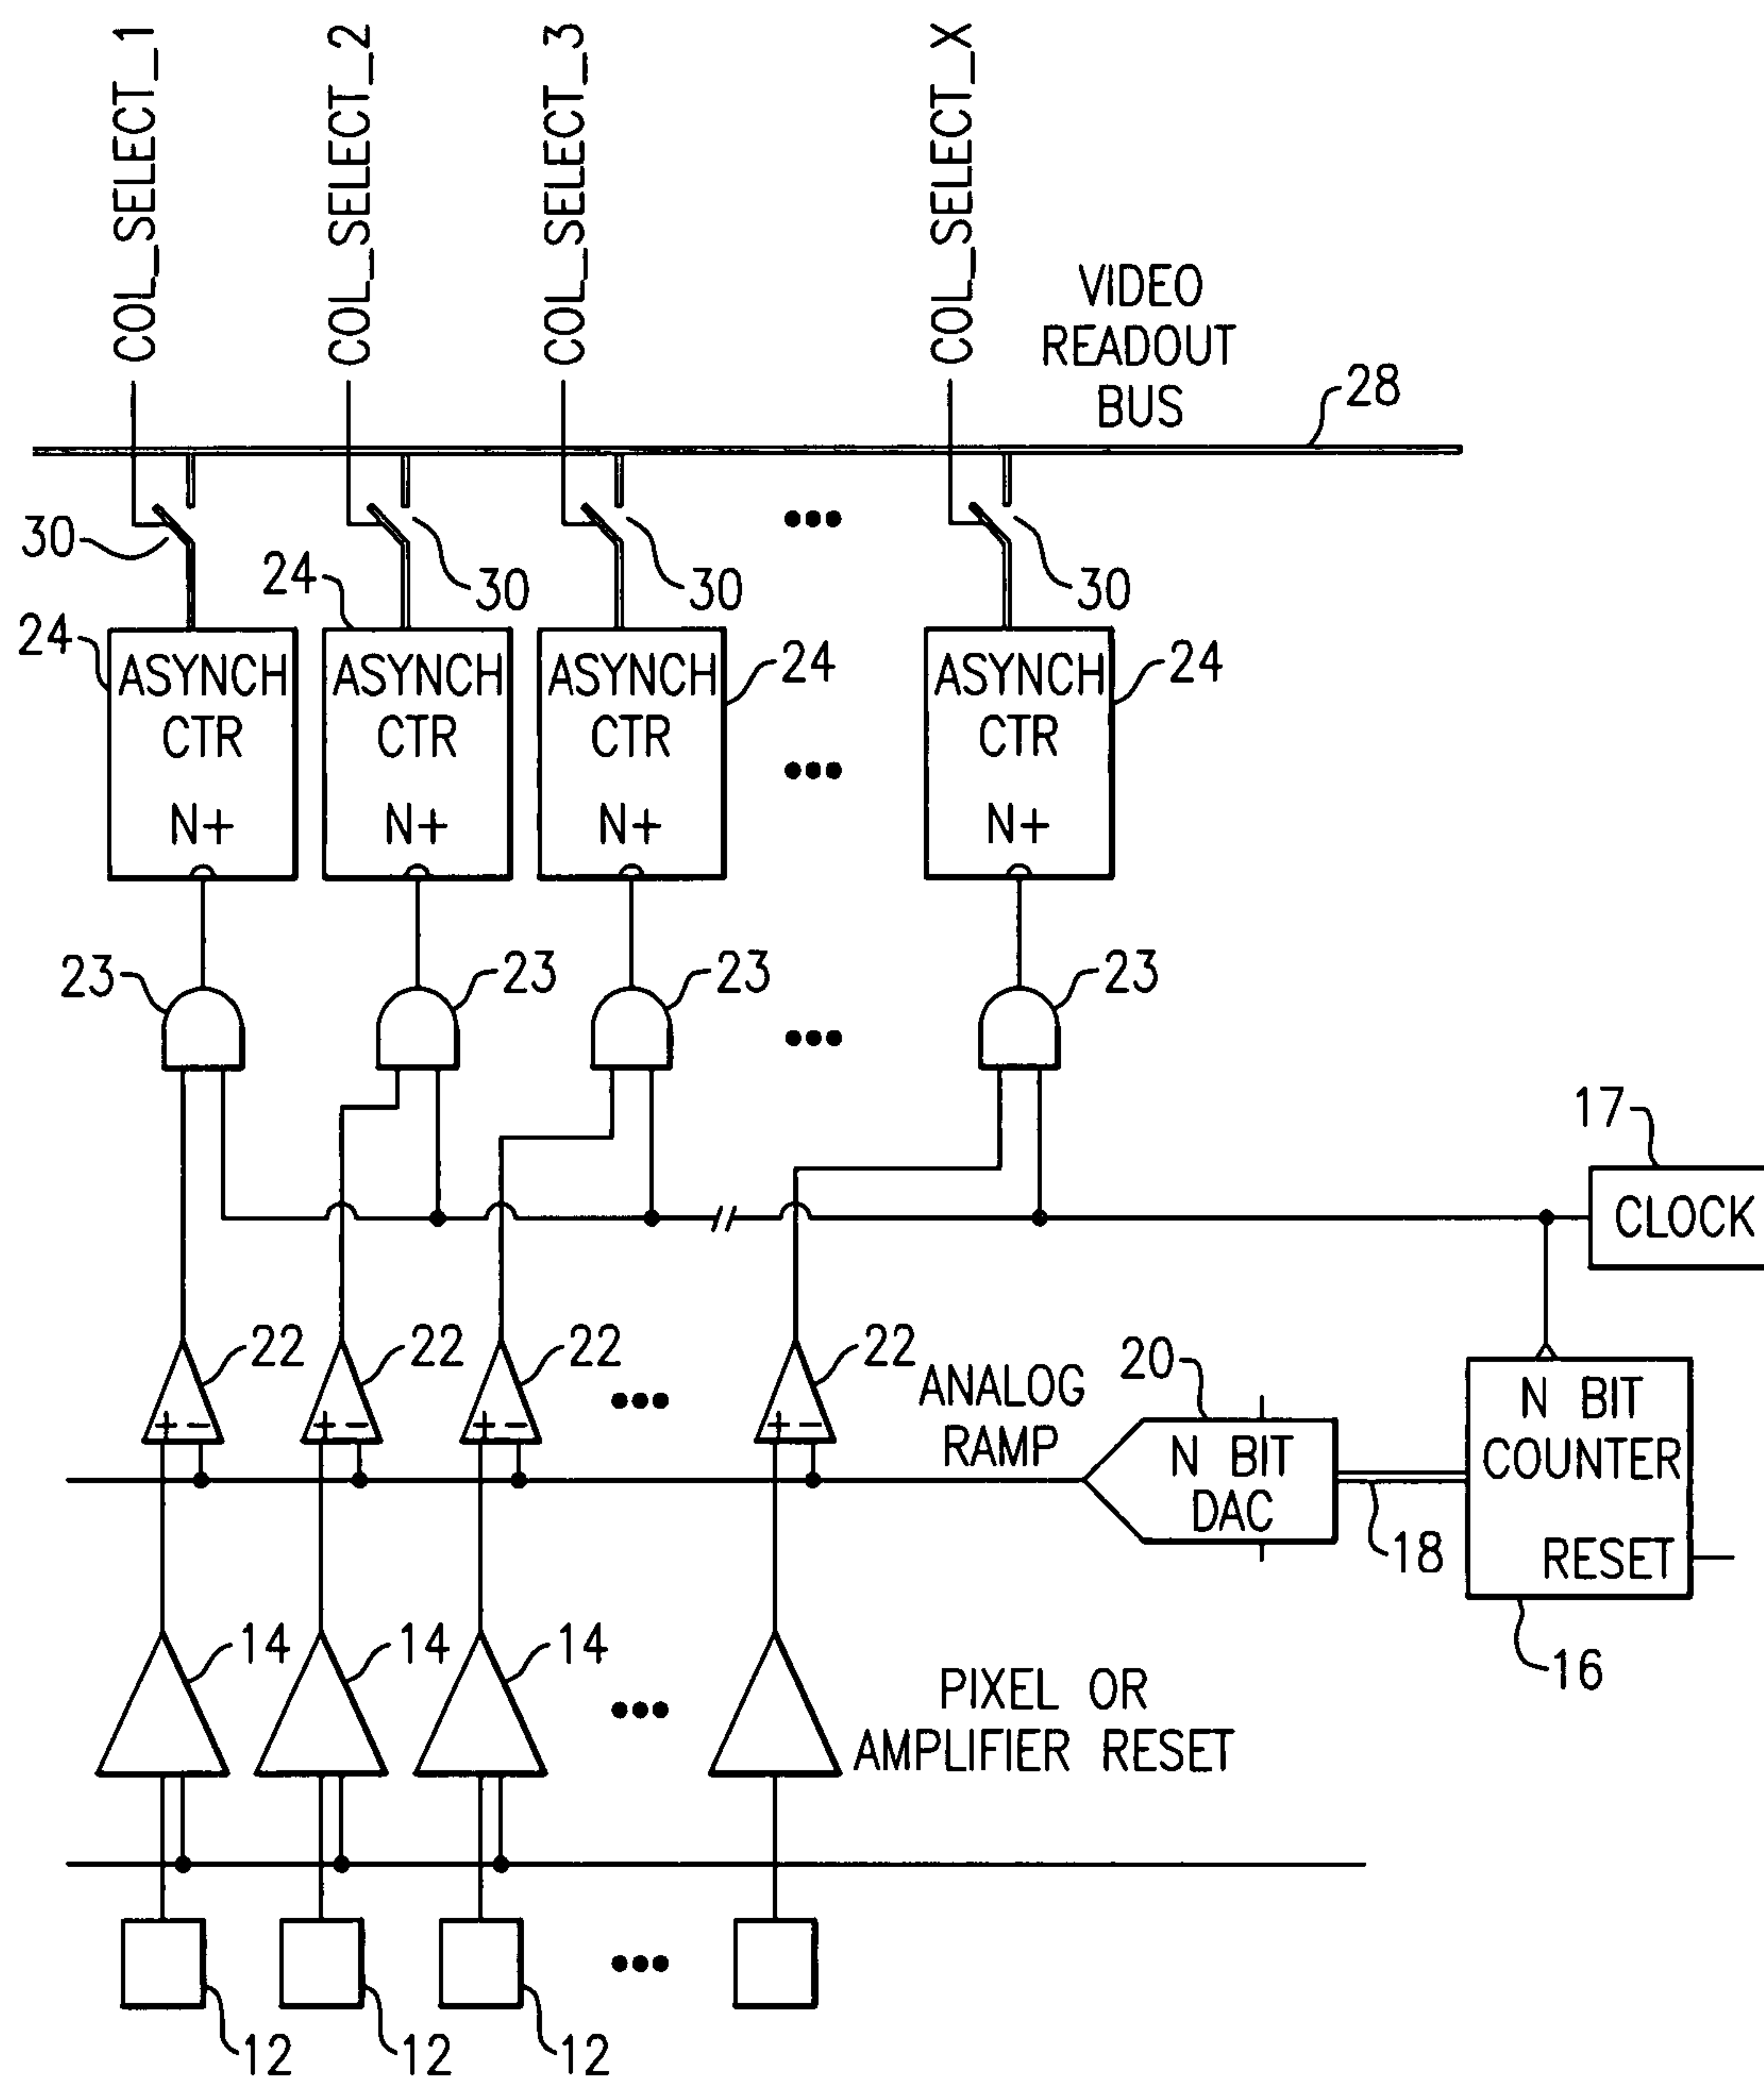 COL_SELECT_1
COL_SELECT_2
COL_SELECT_3
COL_SELECT_X
VIDEO
READOUT
BUS
28
30
30
30
30
24
24
24
24
ASYNCH
CTR
N+
ASYNCH
CTR
N+
ASYNCH
CTR
N+
ASYNCH
CTR
N+
23
23
23
23
17
CLOCK
22
22
22
22
ANALOG
RAMP
20
N BIT
DAC
18
N BIT
COUNTER
RESET
16
14
14
14
PIXEL OR
AMPLIFIER RESET
12
12
12